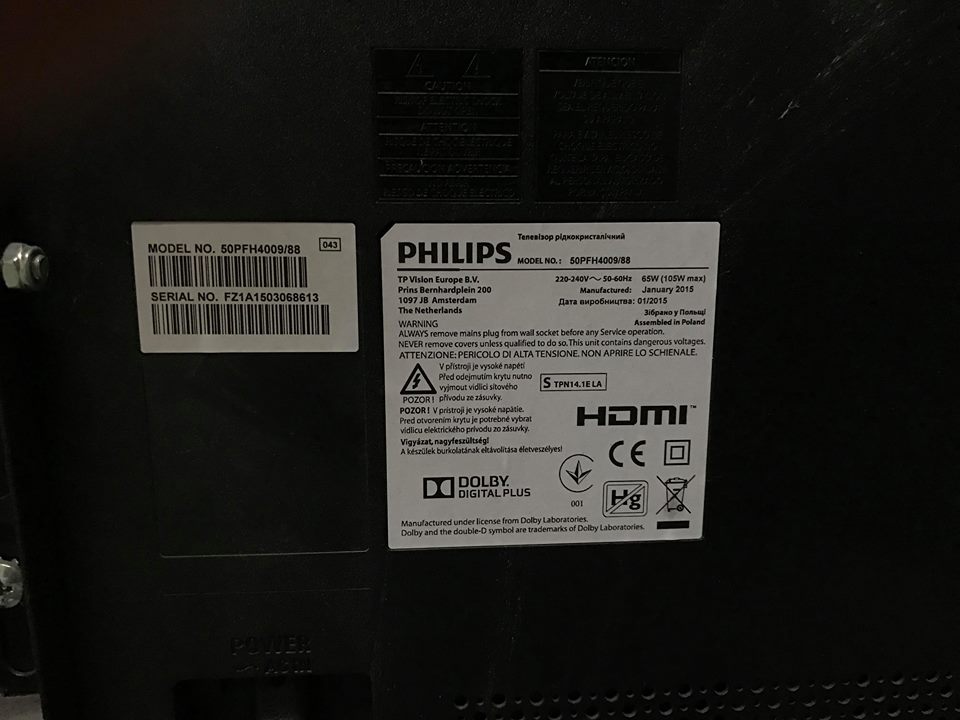 CAUTION
ATTENTION
ATENCION
MODEL NO. 50PFH4009/88
043
SERIAL NO. FZ1A1503068613
Телевізор рідкокристалічний
PHILIPS MODEL NO.: 50PFH4009/88
TP Vision Europe B.V.
Prins Bernhardplein 200
1097 JB Amsterdam
The Netherlands
220-240V～ 50-60Hz 65W (105W max)
Manufactured: January 2015
Дата виробництва: 01/2015
Зібрано у Польщі
Assembled in Poland
WARNING
ALWAYS remove mains plug from wall socket before any Service operation.
NEVER remove covers unless qualified to do so. This unit contains dangerous voltages.
ATTENZIONE: PERICOLO DI ALTA TENSIONE. NON APRIRE LO SCHIENALE.
V přístroji je vysoké napětí
Před odejmutím krytu nutno
vyjmout vidlici síťového
POZOR! přívodu ze zásuvky.
POZOR! V prístroji je vysoké napätie.
Pred otvorením krytu je potrebné vybrat
vidlicu elektrického prívodu zo zásuvky.
Vigyázat, nagyfeszültség!
A készülek burkolatának eltávolítása életveszélyes!
S TPN14.1E LA
HDMI™
CE
DOLBY.
DIGITAL PLUS
001
Hg
Manufactured under license from Dolby Laboratories.
Dolby and the double-D symbol are trademarks of Dolby Laboratories.
POWER